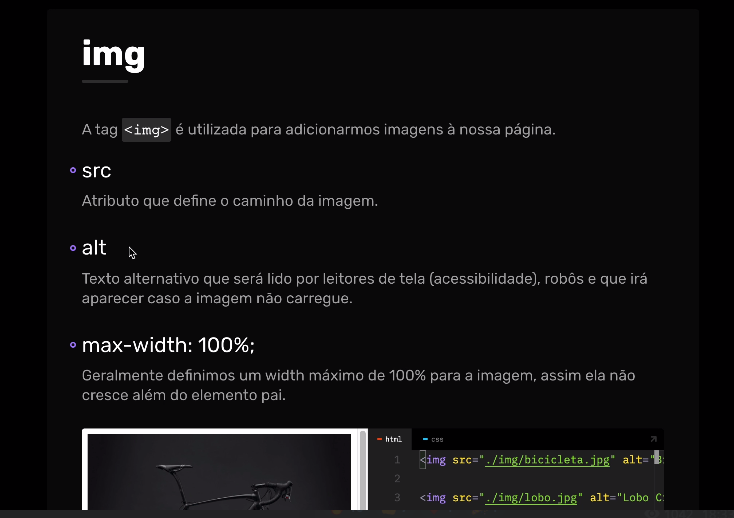 img
A tag <img> é utilizada para adicionarmos imagens à nossa página.
src
Atributo que define o caminho da imagem.
alt
Texto alternativo que será lido por leitores de tela (acessibilidade), robôs e que irá
aparecer caso a imagem não carregue.
max-width: 100%;
Geralmente definimos um width máximo de 100% para a imagem, assim ela não
cresce além do elemento pai.
html css
1 <img src="./img/bicicleta.jpg" alt="
2
3 <img src="./img/lobo.jpg" alt="Lobo